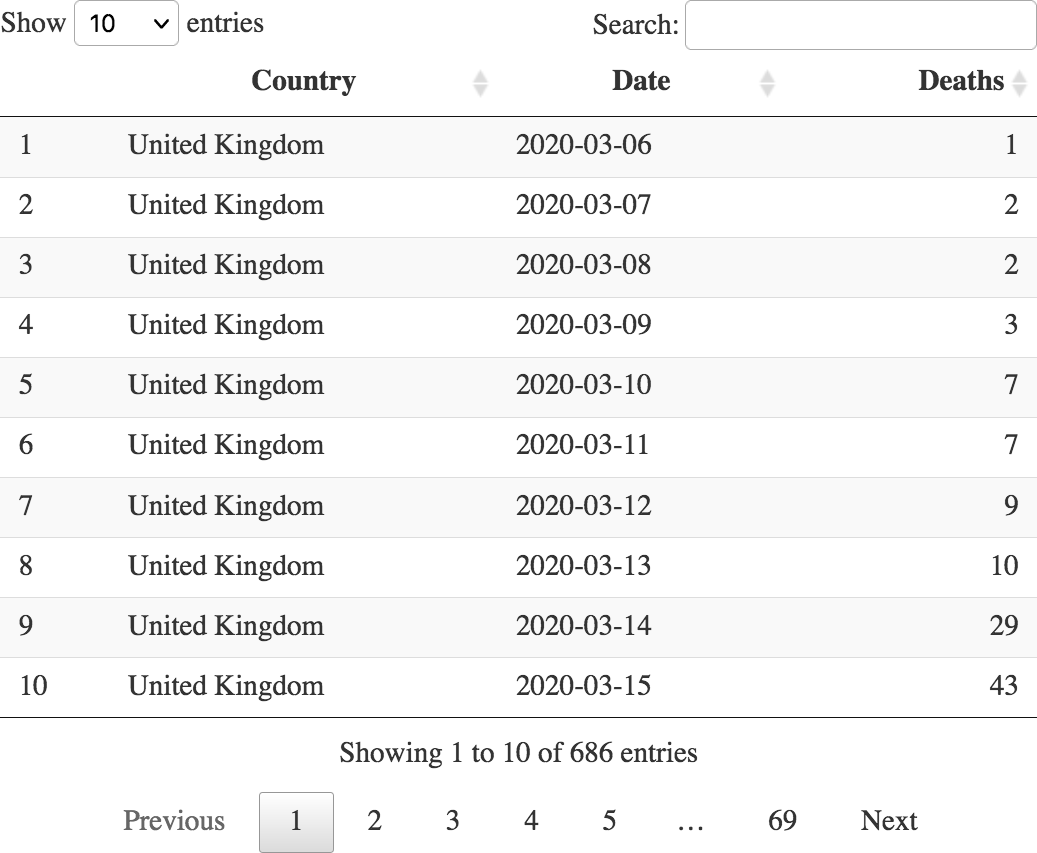 Show 10 entries Search:
Country Date Deaths
1 United Kingdom 2020-03-06 1
2 United Kingdom 2020-03-07 2
3 United Kingdom 2020-03-08 2
4 United Kingdom 2020-03-09 3
5 United Kingdom 2020-03-10 7
6 United Kingdom 2020-03-11 7
7 United Kingdom 2020-03-12 9
8 United Kingdom 2020-03-13 10
9 United Kingdom 2020-03-14 29
10 United Kingdom 2020-03-15 43
Showing 1 to 10 of 686 entries
Previous 1 2 3 4 5 … 69 Next